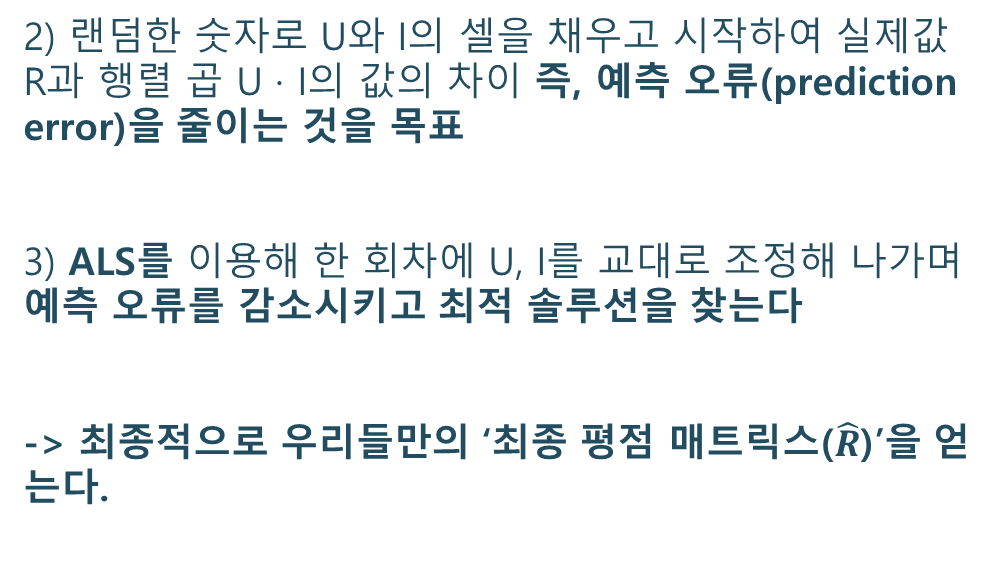 2) 랜덤한 숫자로 U와 I의 셀을 채우고 시작하여 실제값
R과 행렬 곱 U · I의 값의 차이 즉, 예측 오류(prediction
error)을 줄이는 것을 목표
3) ALS를 이용해 한 회차에 U, I를 교대로 조정해 나가며
예측 오류를 감소시키고 최적 솔루션을 찾는다
-> 최종적으로 우리들만의 ‘최종 평점 매트릭스(R̂)’을 얻
는다.